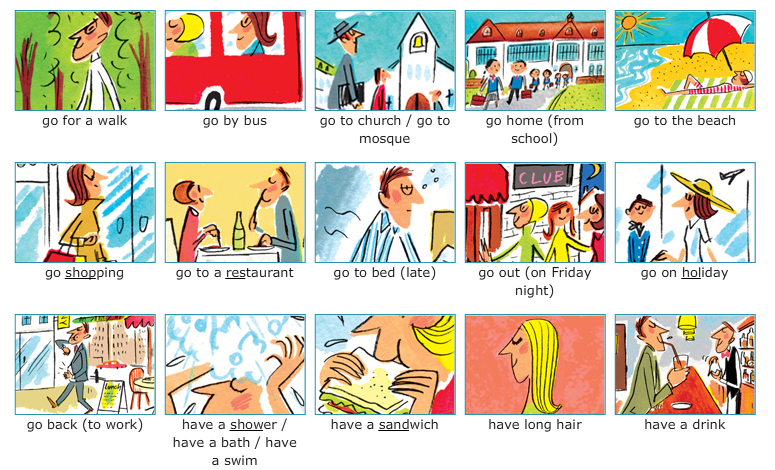 go for a walk
go by bus
go to church / go to
mosque
go home (from
school)
go to the beach
CLUB
go shopping
go to a restaurant
go to bed (late)
go out (on Friday
night)
go on holiday
Lunch
go back (to work)
have a shower /
have a bath / have
a swim
have a sandwich
have long hair
have a drink